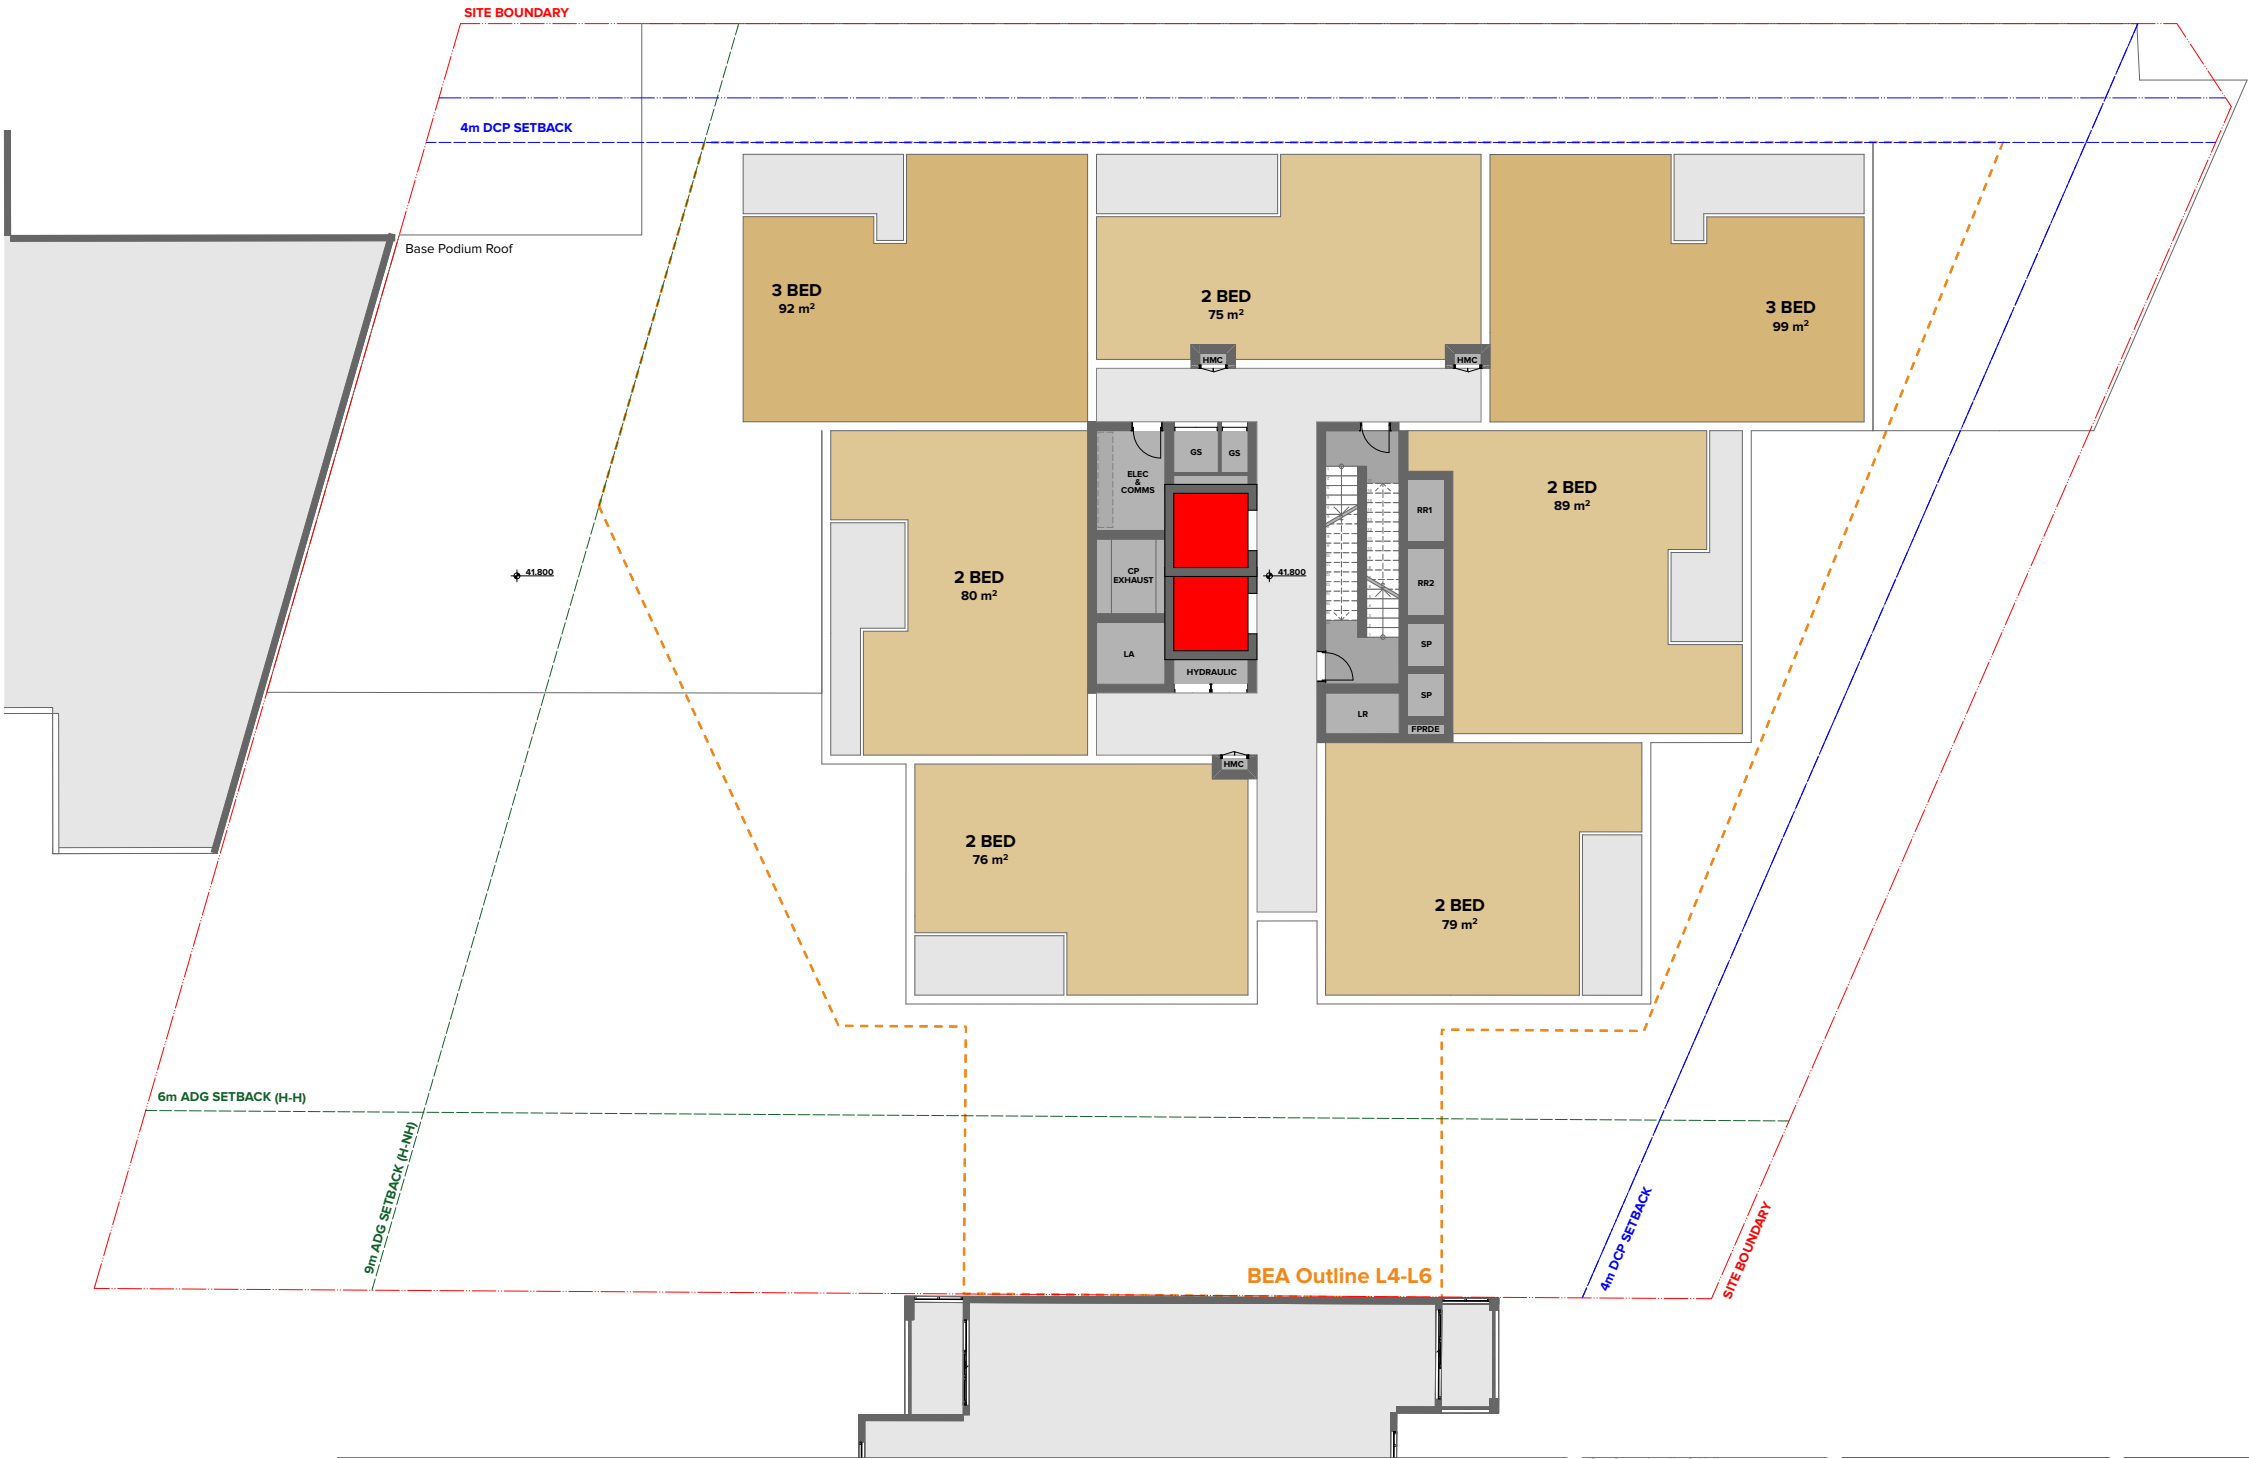 SITE BOUNDARY
4m DCP SETBACK
Base Podium Roof
3 BED
92 m²
2 BED
75 m²
3 BED
99 m²
HMC
HMC
ELEC
&
COMMS
GS
GS
2 BED
89 m²
RR1
CP
EXHAUST
41.800
2 BED
80 m²
41.800
RR2
LA
HYDRAULIC
SP
SP
LR
FPRDE
HMC
2 BED
76 m²
2 BED
79 m²
6m ADG SETBACK (H-H)
9m ADG SETBACK (H-NH)
4m DCP SETBACK
SITE BOUNDARY
BEA Outline L4-L6